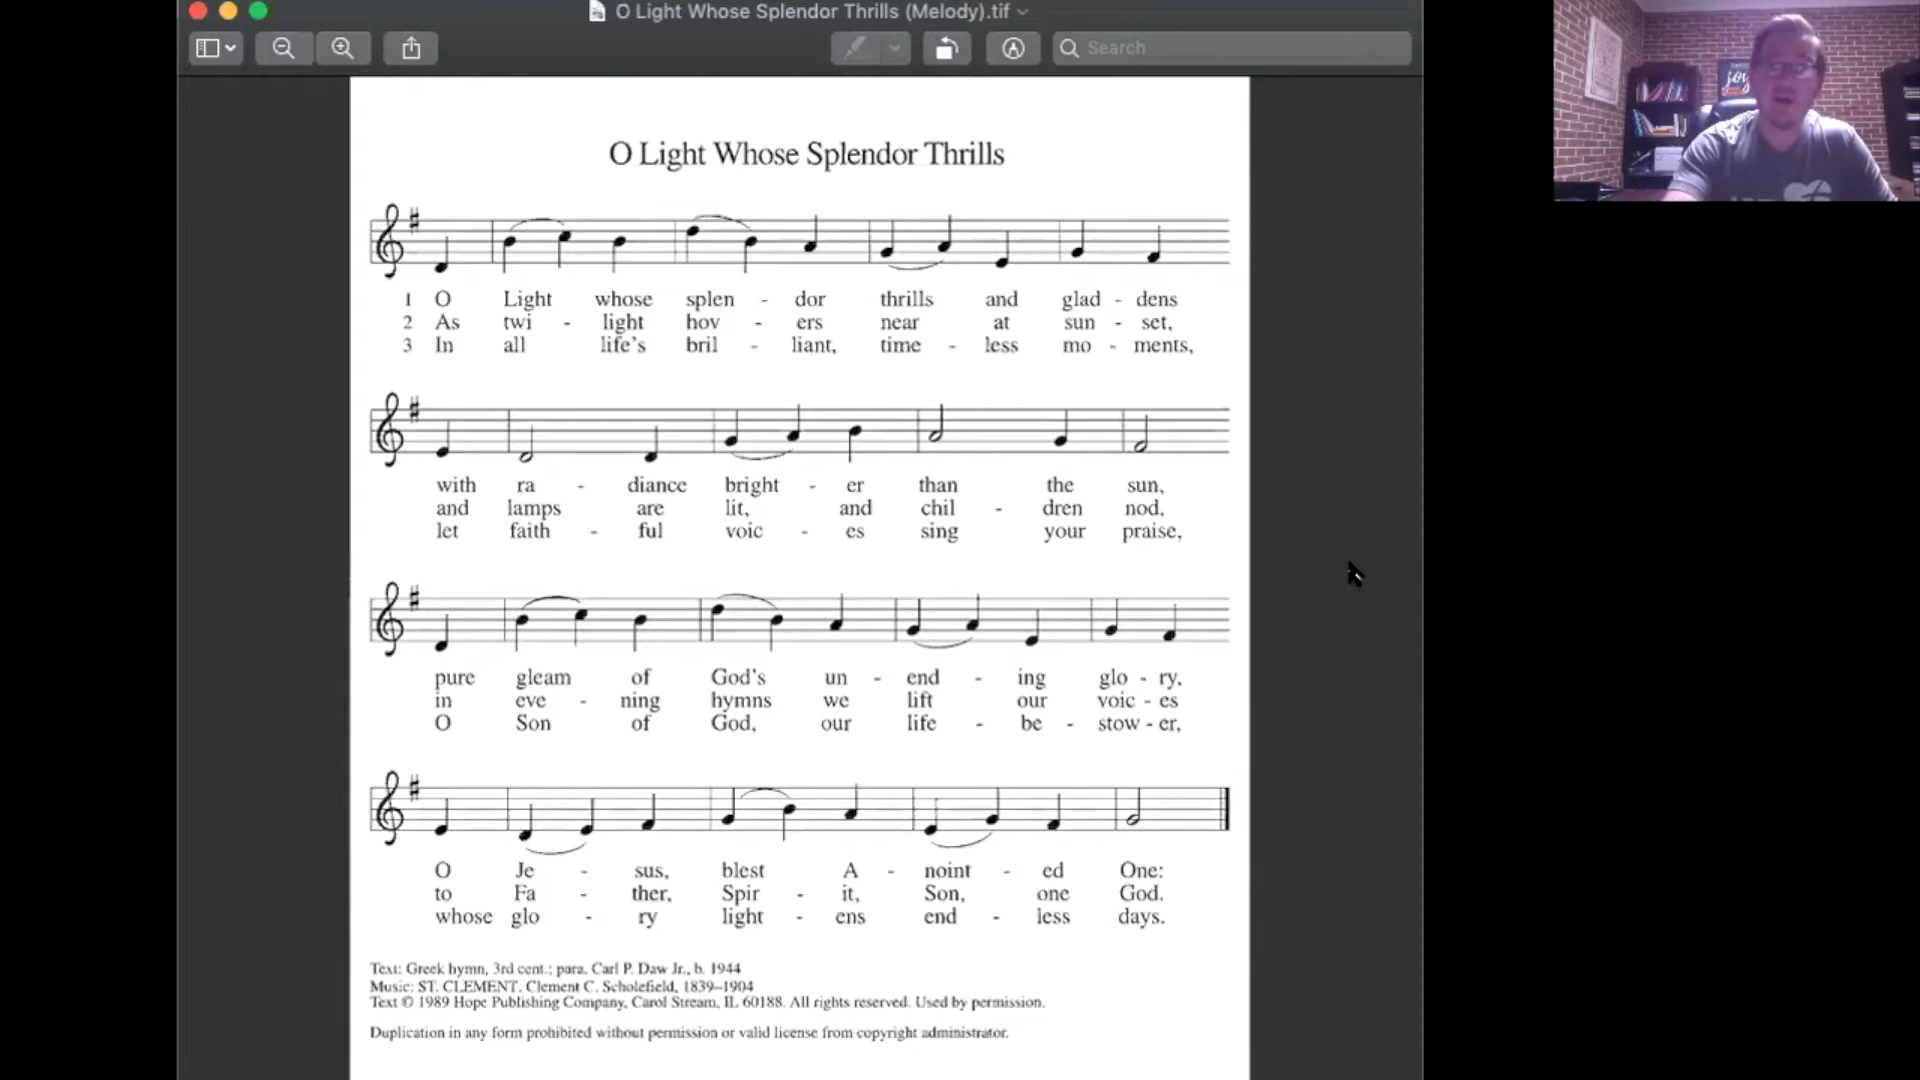 O Light Whose Splendor Thrills (Melody).tif
Search
joy
O Light Whose Splendor Thrills
1 O Light whose splen - dor thrills and glad - dens
2 As twi - light hov - ers near at sun - set,
3 In all life's bril - liant, time - less mo - ments,
with ra - diance bright - er than the sun,
and lamps are lit, and chil - dren nod,
let faith - ful voic - es sing your praise,
pure gleam of God's un - end - ing glo - ry,
in eve - ning hymns we lift our voic - es
O Son of God, our life - be - stow - er,
O Je - sus, blest A - noint - ed One:
to Fa - ther, Spir - it, Son, one God.
whose glo - ry light - ens end - less days.
Text: Greek hymn, 3rd cent.; para. Carl P. Daw Jr., b. 1944
Music: ST. CLEMENT, Clement C. Scholefield, 1839–1904
Text © 1989 Hope Publishing Company, Carol Stream, IL 60188. All rights reserved. Used by permission.
Duplication in any form prohibited without permission or valid license from copyright administrator.